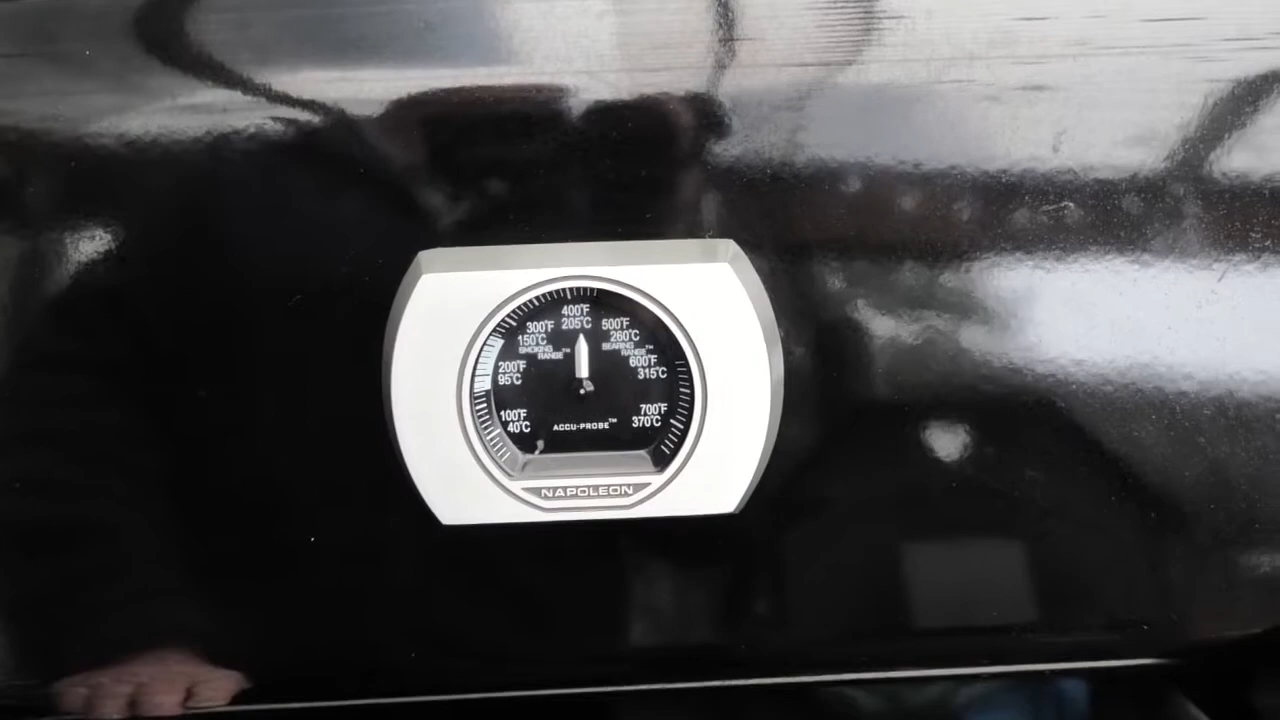 400°F
205°C
300°F
150°C
SMOKING
RANGE™
500°F
260°C
SEARING
RANGE™
200°F
95°C
600°F
315°C
100°F
40°C
700°F
370°C
ACCU-PROBE™
NAPOLEON